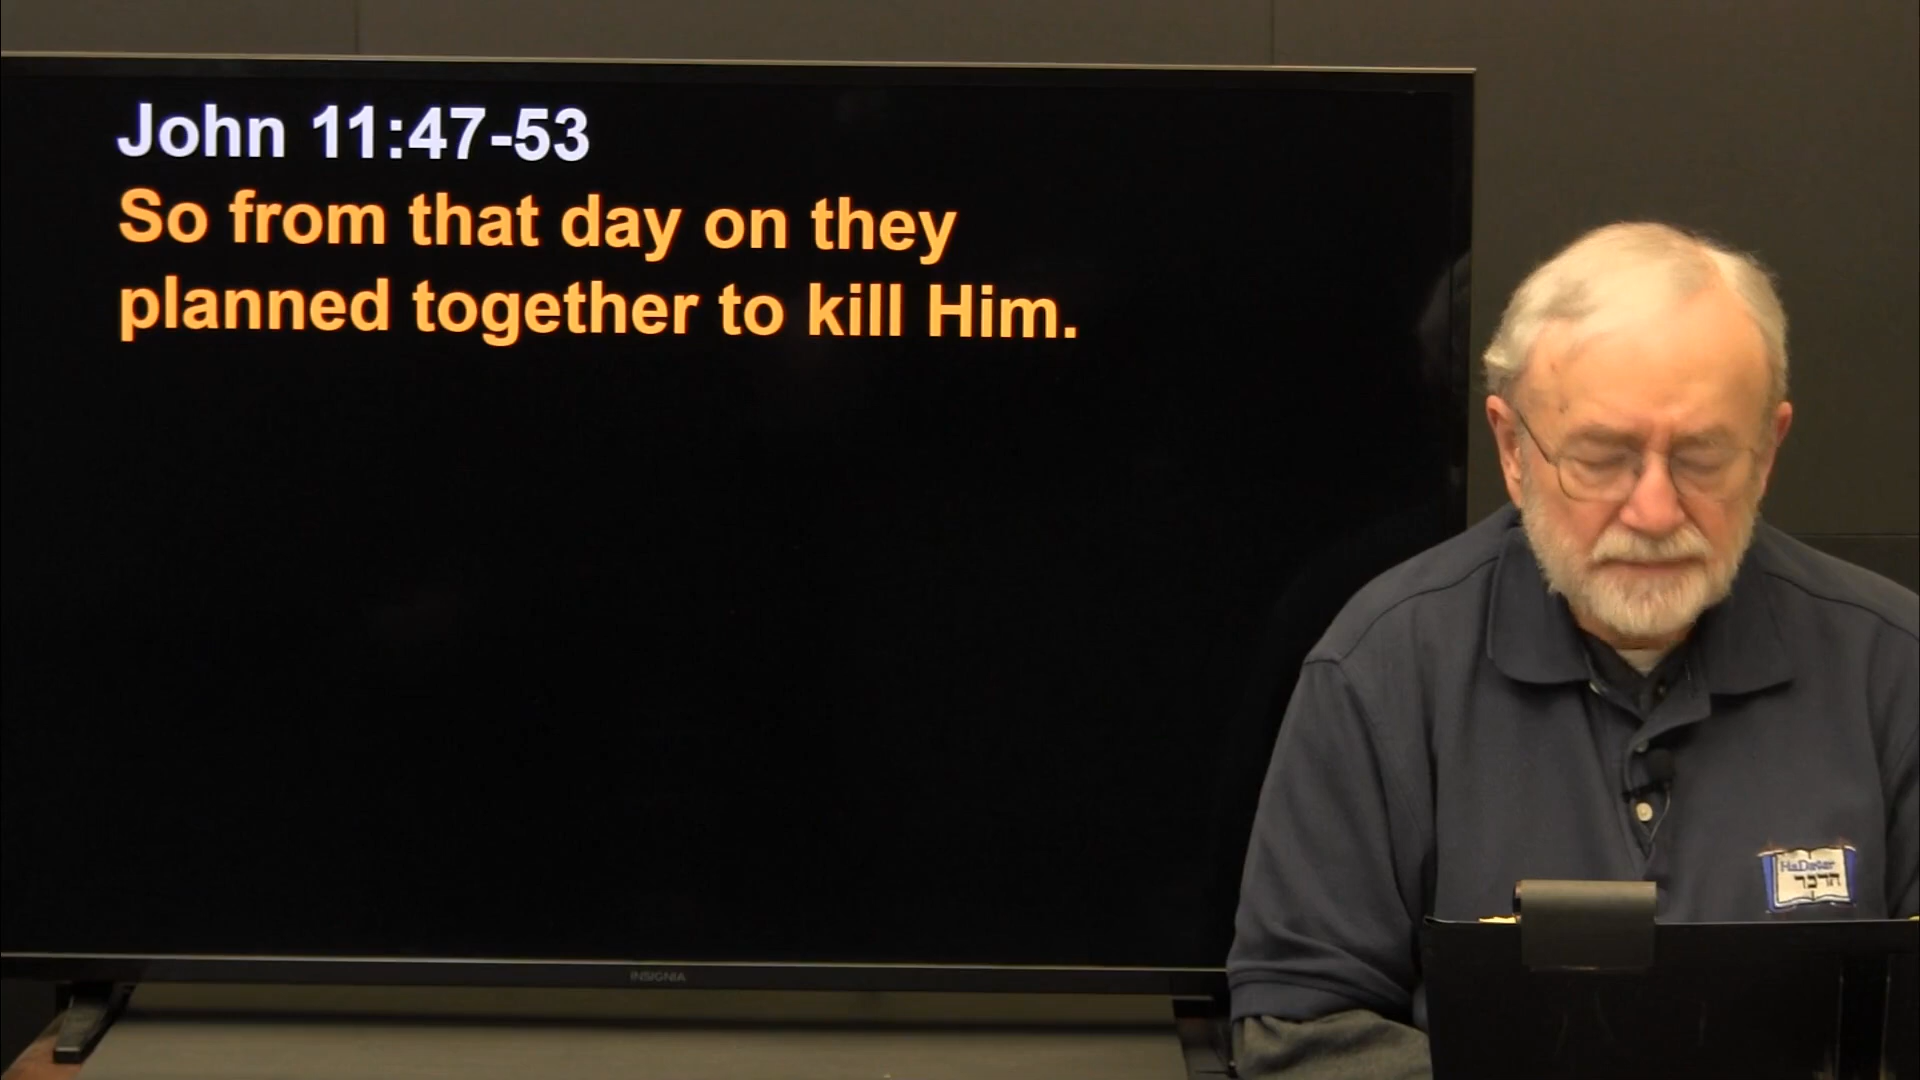 John 11:47-53
So from that day on they
planned together to kill Him.
INSIGNIA
HaDavar
הדבר